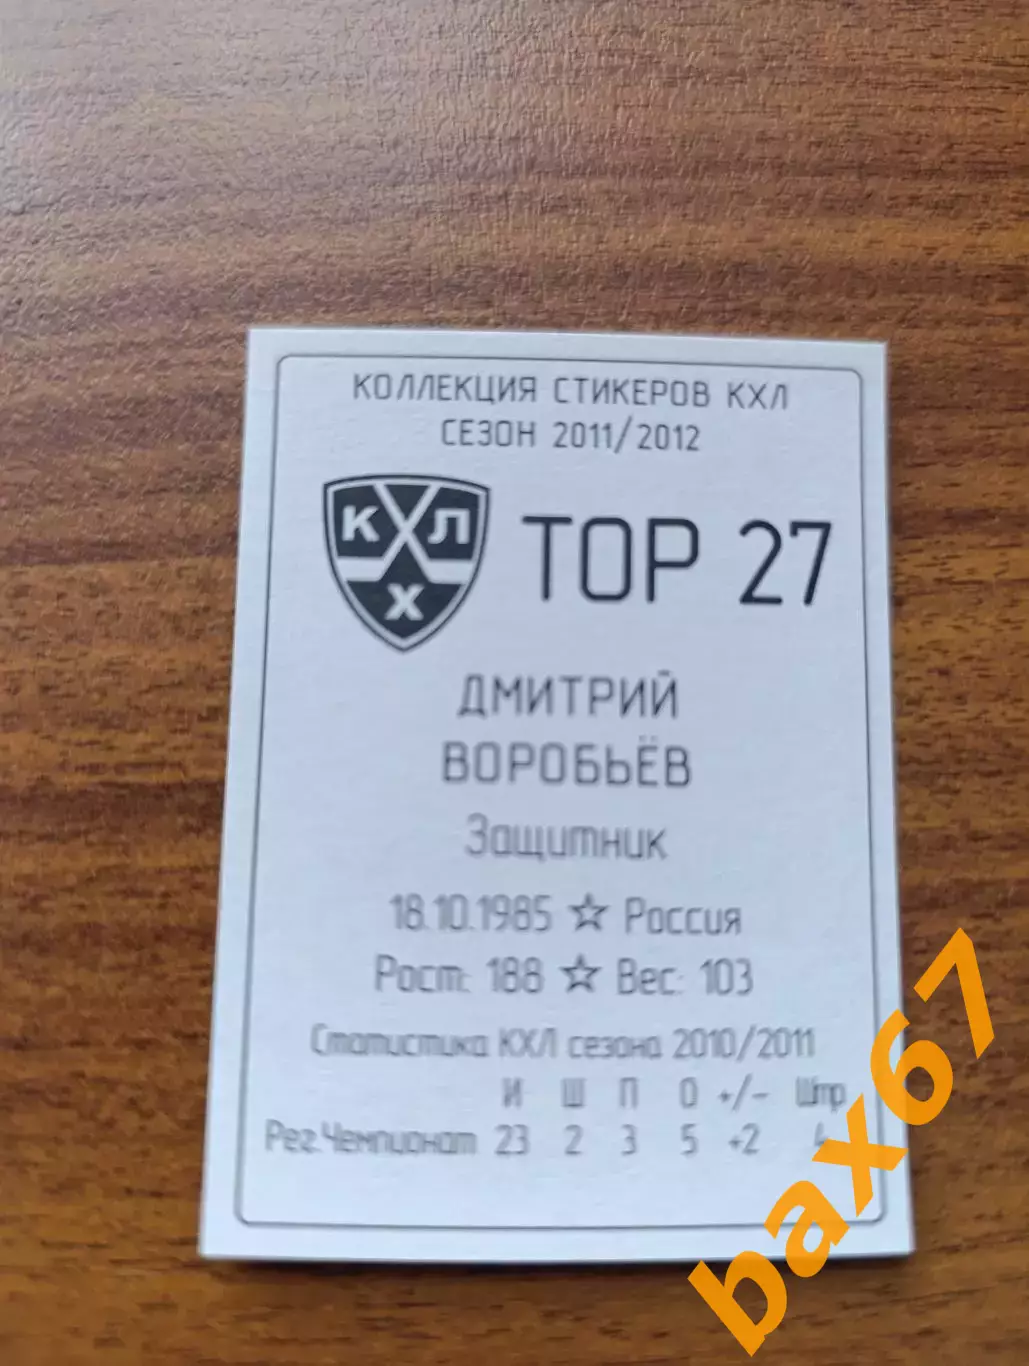 КОЛЛЕКЦИЯ СТИКЕРОВ КХЛ
СЕЗОН 2011/2012
КХЛ
Х
TOP 27
ДМИТРИЙ
ВОРОБЬЁВ
Защитник
18.10.1985 ☆ Россия
Рост: 188 ☆ Вес: 103
Статистика КХЛ сезона 2010/2011
И Ш П О +/- Штр
Рег.Чемпионат 23 2 3 5 +2 4
bax67